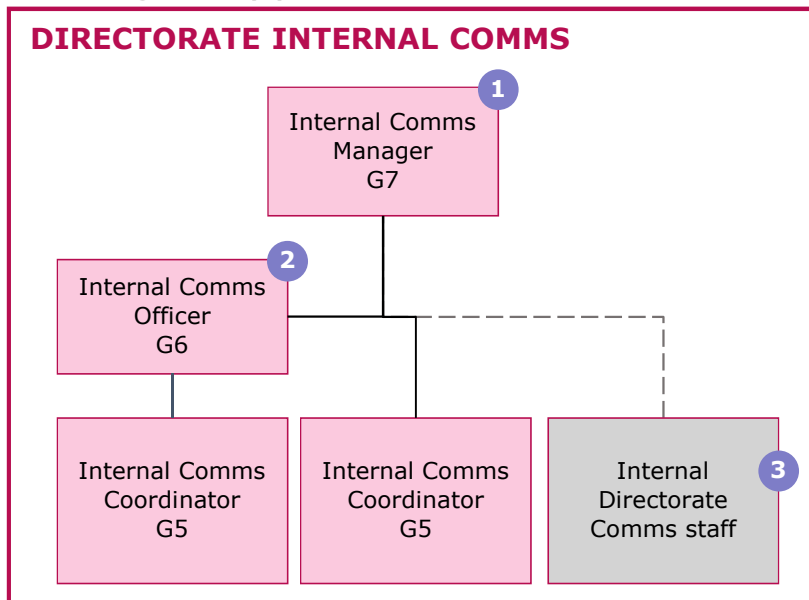 DIRECTORATE INTERNAL COMMS
1
Internal Comms
Manager
G7
2
Internal Comms
Officer
G6
Internal Comms
Coordinator
G5
Internal Comms
Coordinator
G5
3
Internal
Directorate
Comms staff